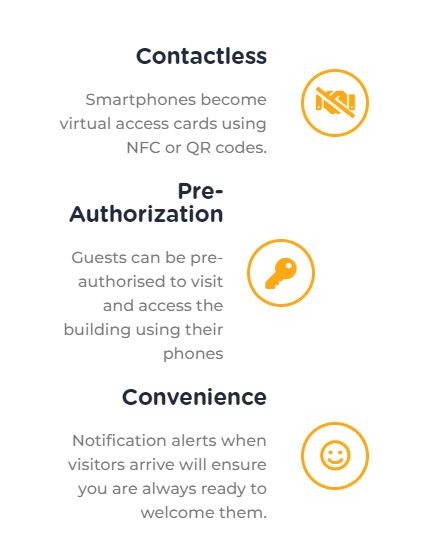 Contactless
Smartphones become
virtual access cards using
NFC or QR codes.
Pre-
Authorization
Guests can be pre-
authorised to visit
and access the
building using their
phones
Convenience
Notification alerts when
visitors arrive will ensure
you are always ready to
welcome them.